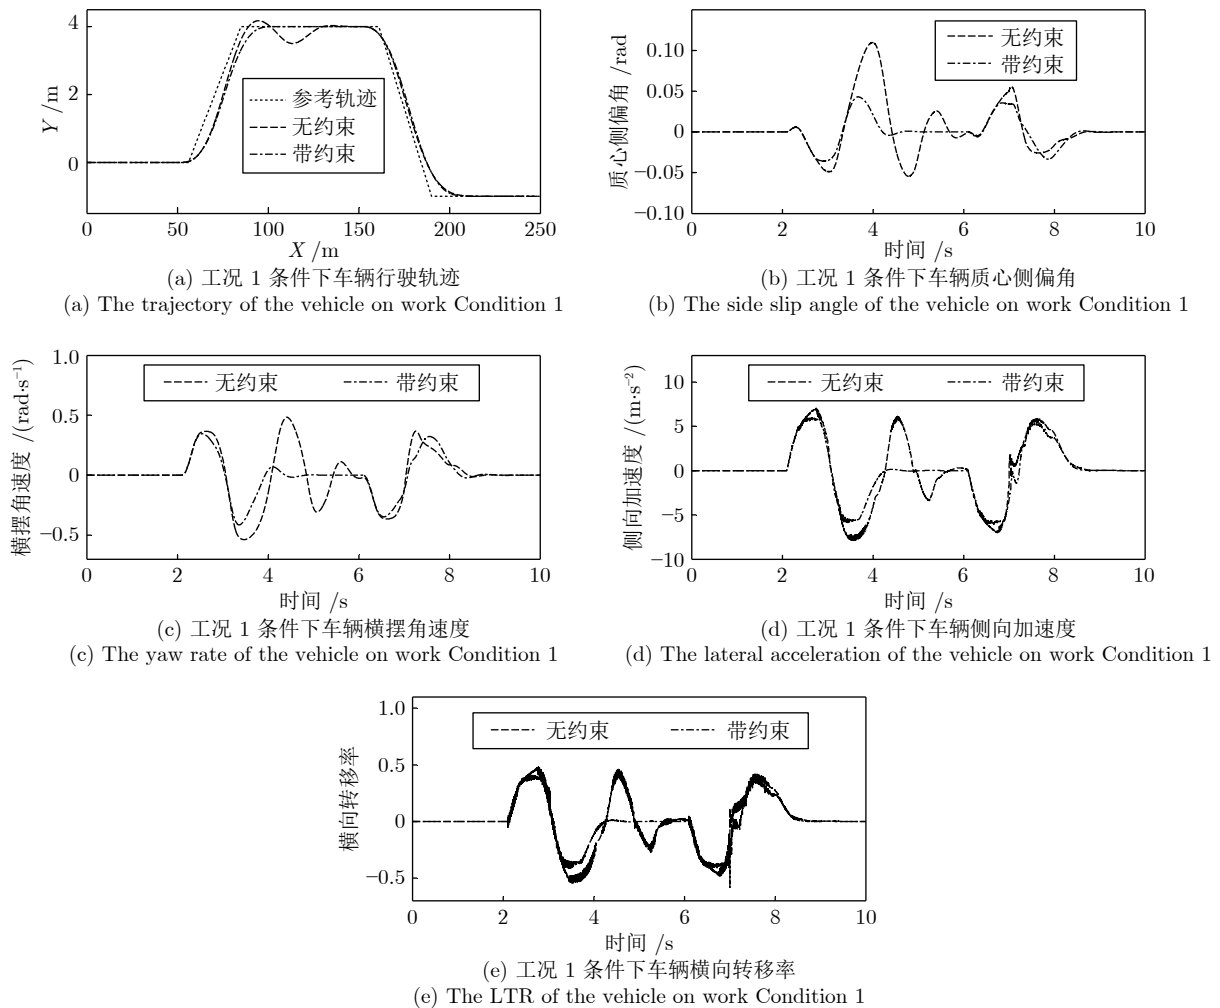 4
2
0
Y /m
参考轨迹
无约束
带约束
0
50
100
150
200
250
X /m
(a) 工况 1 条件下车辆行驶轨迹
(a) The trajectory of the vehicle on work Condition 1
0.10
0.05
0
−0.05
−0.10
质心侧偏角 /rad
无约束
带约束
0
2
4
6
8
10
时间 /s
(b) 工况 1 条件下车辆质心侧偏角
(b) The side slip angle of the vehicle on work Condition 1
1.0
0.5
0
−0.5
横摆角速度 /(rad·s⁻¹)
无约束
带约束
0
2
4
6
8
10
时间 /s
(c) 工况 1 条件下车辆横摆角速度
(c) The yaw rate of the vehicle on work Condition 1
10
5
0
−5
−10
侧向加速度 /(m·s⁻²)
无约束
带约束
0
2
4
6
8
10
时间 /s
(d) 工况 1 条件下车辆侧向加速度
(d) The lateral acceleration of the vehicle on work Condition 1
1.0
0.5
0
−0.5
横向转移率
无约束
带约束
0
2
4
6
8
10
时间 /s
(e) 工况 1 条件下车辆横向转移率
(e) The LTR of the vehicle on work Condition 1